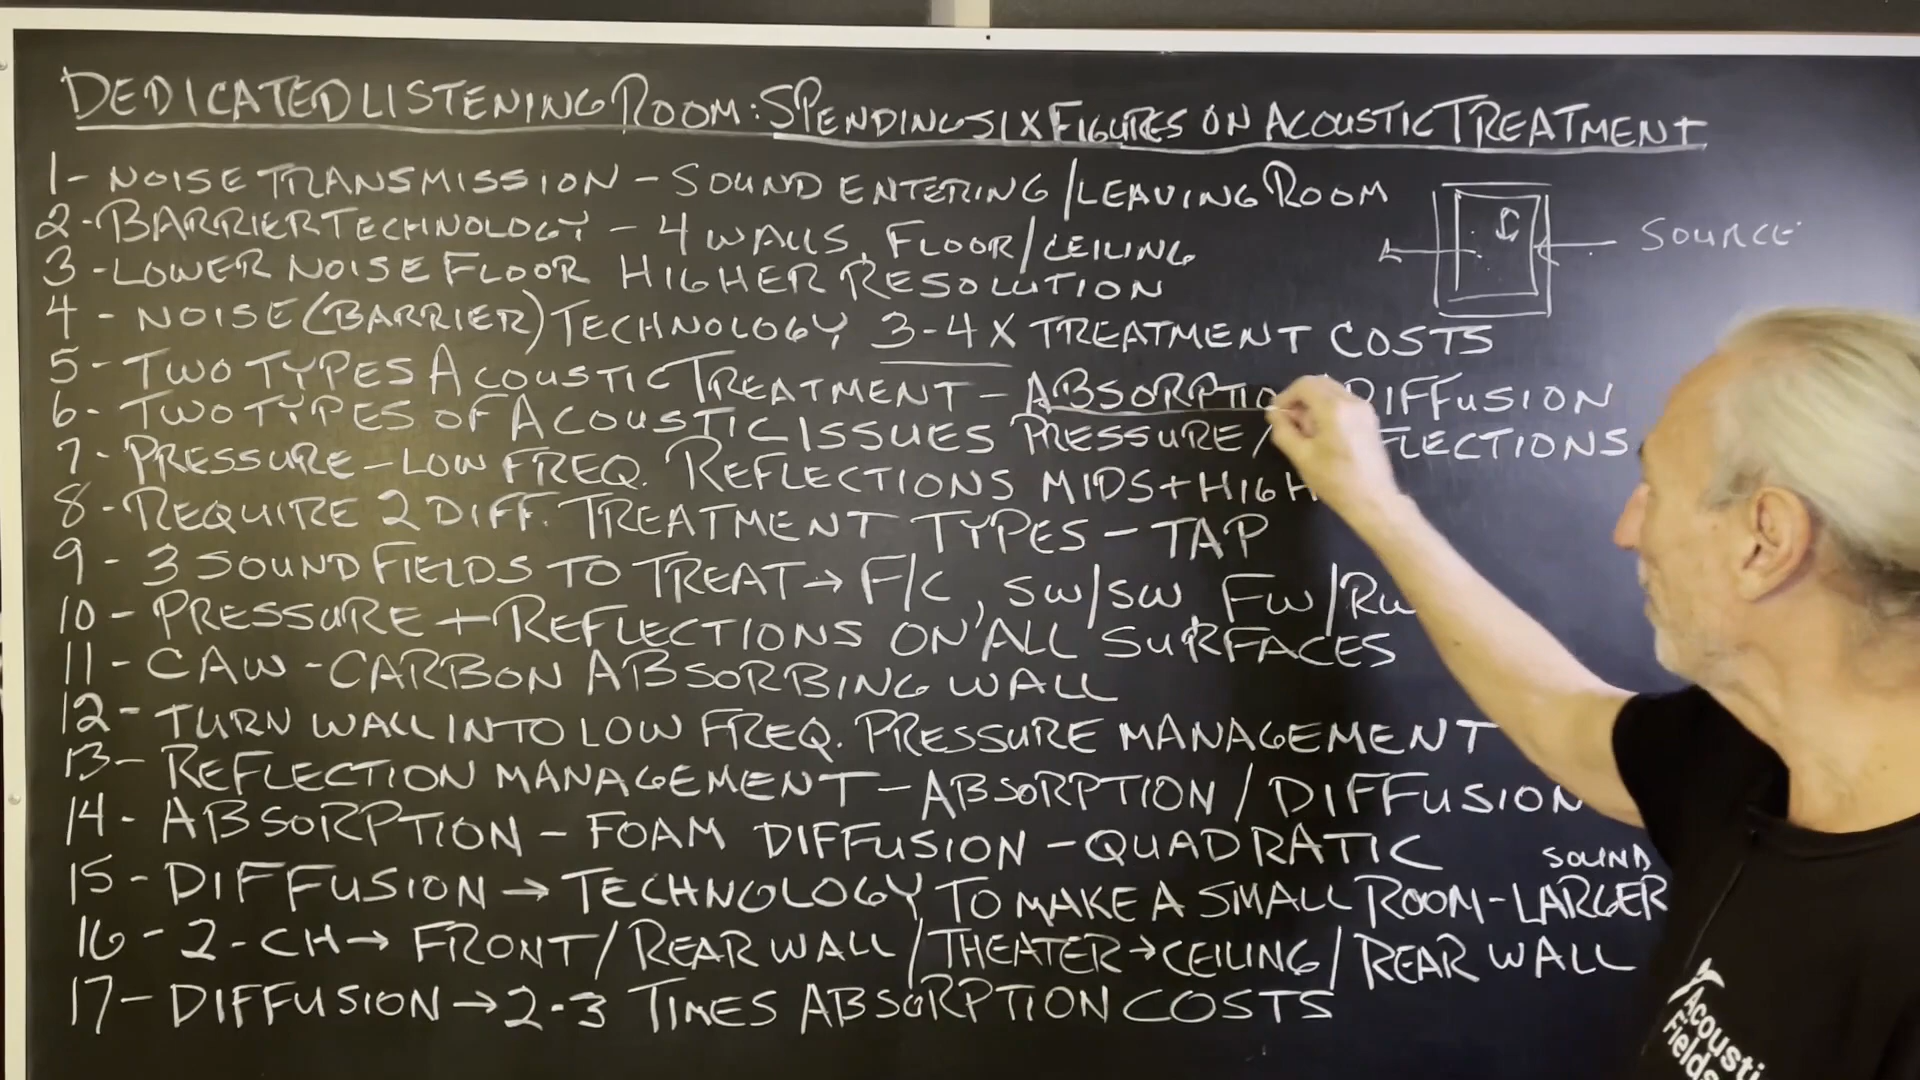 DEDICATED LISTENING ROOM: SPENDING SIX FIGURES ON ACOUSTIC TREATMENT
1- NOISE TRANSMISSION - SOUND ENTERING/LEAVING ROOM
2- BARRIER TECHNOLOGY - 4 WALLS, FLOOR/CEILING
3- LOWER NOISE FLOOR HIGHER RESOLUTION
4- NOISE (BARRIER) TECHNOLOGY 3-4X TREATMENT COSTS
5- TWO TYPES ACOUSTIC TREATMENT - ABSORPTIO DIFFUSION
6- TWO TYPES OF ACOUSTIC ISSUES PRESSURE/ FLECTIONS
7- PRESSURE - LOW FREQ. REFLECTIONS MIDS + HIGH
8- REQUIRE 2 DIFF. TREATMENT TYPES - TAP
9- 3 SOUND FIELDS TO TREAT → F/C, SW/SW, FW/RW
10- PRESSURE + REFLECTIONS ON ALL SURFACES
11- CAW - CARBON ABSORBING WALL
12- TURN WALL INTO LOW FREQ. PRESSURE MANAGEMENT
13- REFLECTION MANAGEMENT - ABSORPTION/DIFFUSION
14- ABSORPTION - FOAM DIFFUSION - QUADRATIC
15- DIFFUSION → TECHNOLOGY TO MAKE A SMALL ROOM - SOUND LARGER
16- 2-CH → FRONT/REAR WALL/THEATER → CEILING/REAR WALL
17- DIFFUSION → 2-3 TIMES ABSORPTION COSTS
SOURCE
Acousti
Fields